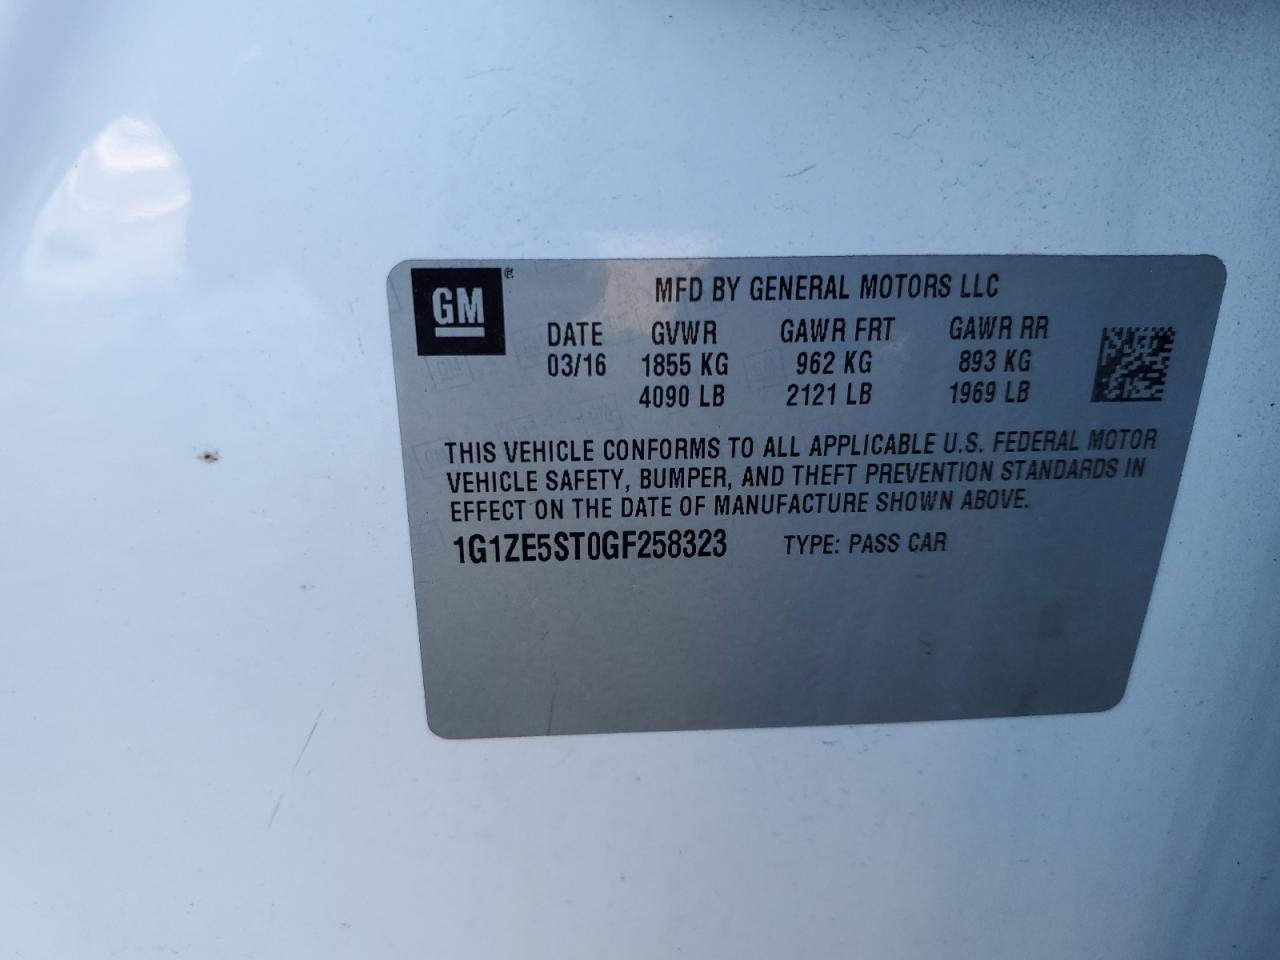 GM ®
MFD BY GENERAL MOTORS LLC
DATE GVWR GAWR FRT GAWR RR
03/16 1855 KG 962 KG 893 KG
4090 LB 2121 LB 1969 LB
THIS VEHICLE CONFORMS TO ALL APPLICABLE U.S. FEDERAL MOTOR
VEHICLE SAFETY, BUMPER, AND THEFT PREVENTION STANDARDS IN
EFFECT ON THE DATE OF MANUFACTURE SHOWN ABOVE.
1G1ZE5ST0GF258323 TYPE: PASS CAR